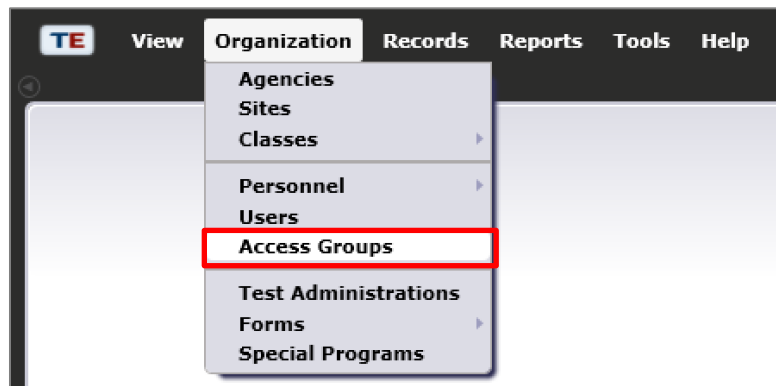 TE View Organization Records Reports Tools Help
Agencies
Sites
Classes
Personnel
Users
Access Groups
Test Administrations
Forms
Special Programs